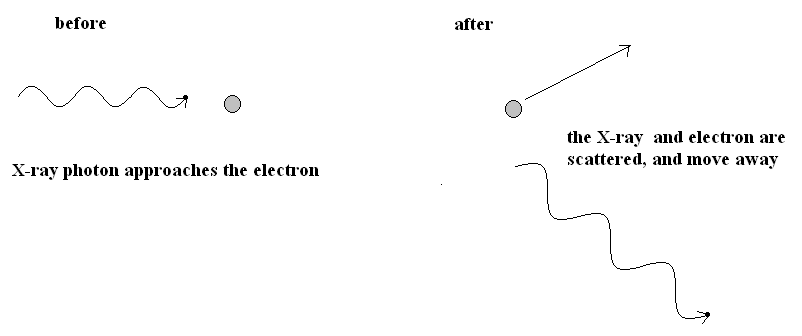 before
after
X-ray photon approaches the electron
the X-ray and electron are
scattered, and move away